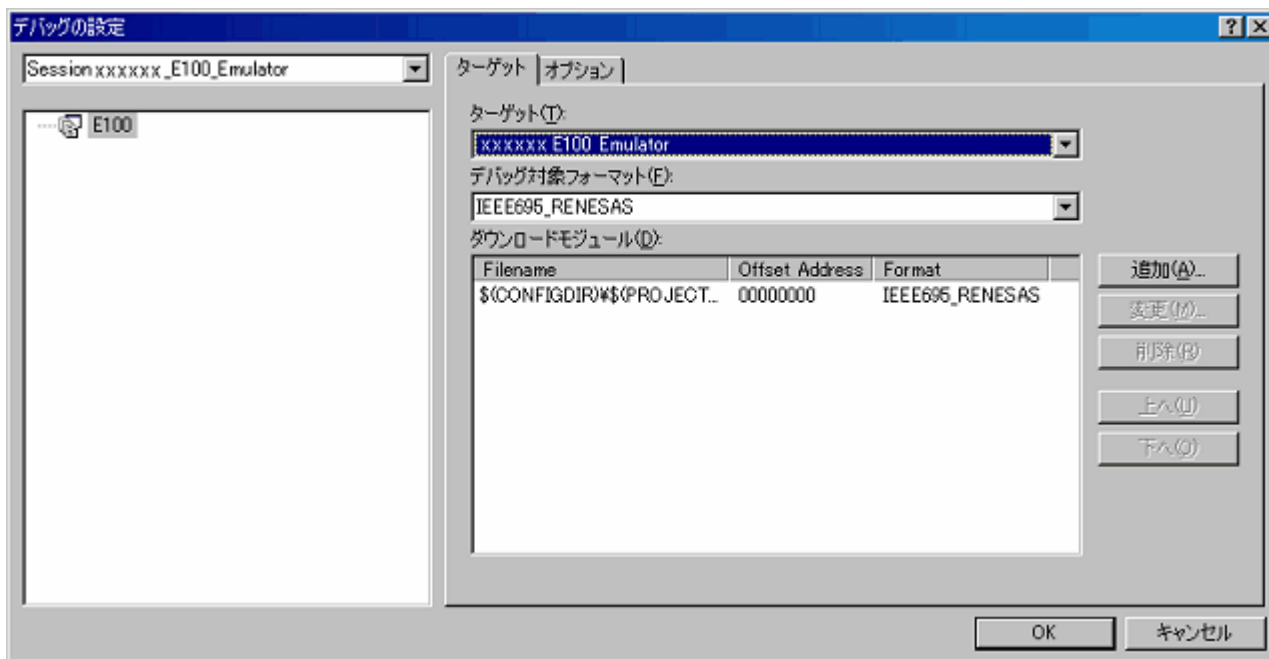 デバッグの設定
Session xxxxxx _E100_Emulator
E100
ターゲット オプション
ターゲット(T):
xxxxxx E100 Emulator
デバッグ対象フォーマット(F):
IEEE695_RENESAS
ダウンロードモジュール(D):
Filename Offset Address Format
$(CONFIGDIR)¥$(PROJECT... 00000000 IEEE695_RENESAS
追加(A)...
変更(M)...
削除(R)
上へ(U)
下へ(O)
OK キャンセル